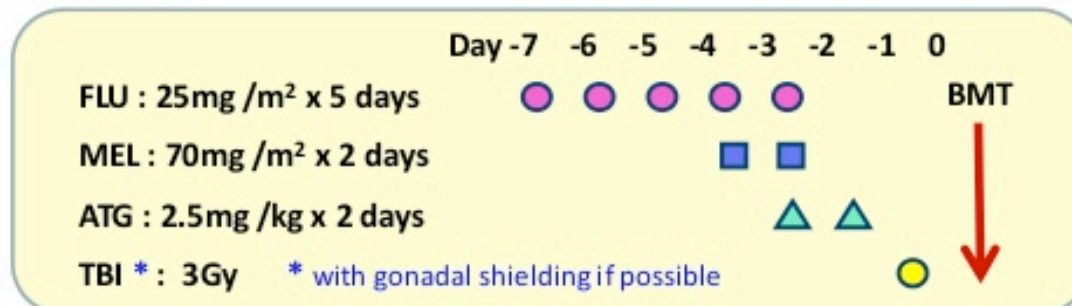 Day -7 -6 -5 -4 -3 -2 -1 0
FLU : 25mg /m² x 5 days BMT
MEL : 70mg /m² x 2 days
ATG : 2.5mg /kg x 2 days
TBI * : 3Gy * with gonadal shielding if possible